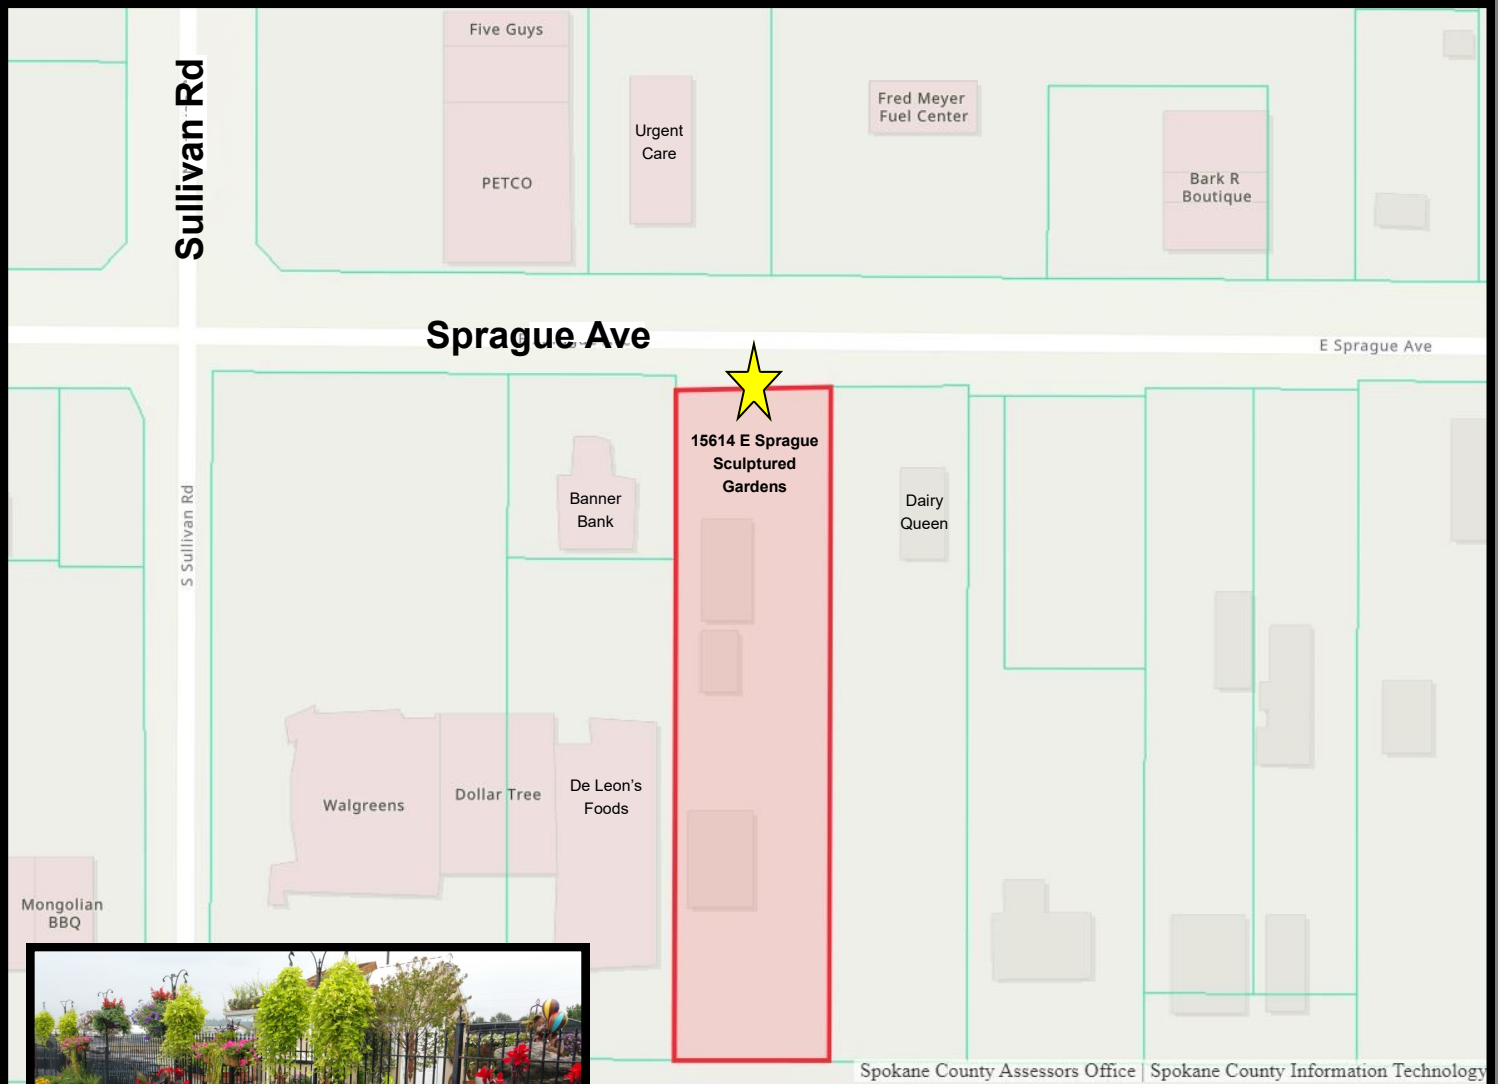 Five Guys
Sullivan Rd
Fred Meyer
Fuel Center
Urgent
Care
PETCO
Bark R
Boutique
Sprague Ave
E Sprague Ave
15614 E Sprague
Sculptured
Gardens
Banner
Bank
Dairy
Queen
S Sullivan Rd
De Leon’s
Foods
Dollar Tree
Walgreens
Mongolian
BBQ
Spokane County Assessors Office | Spokane County Information Technology